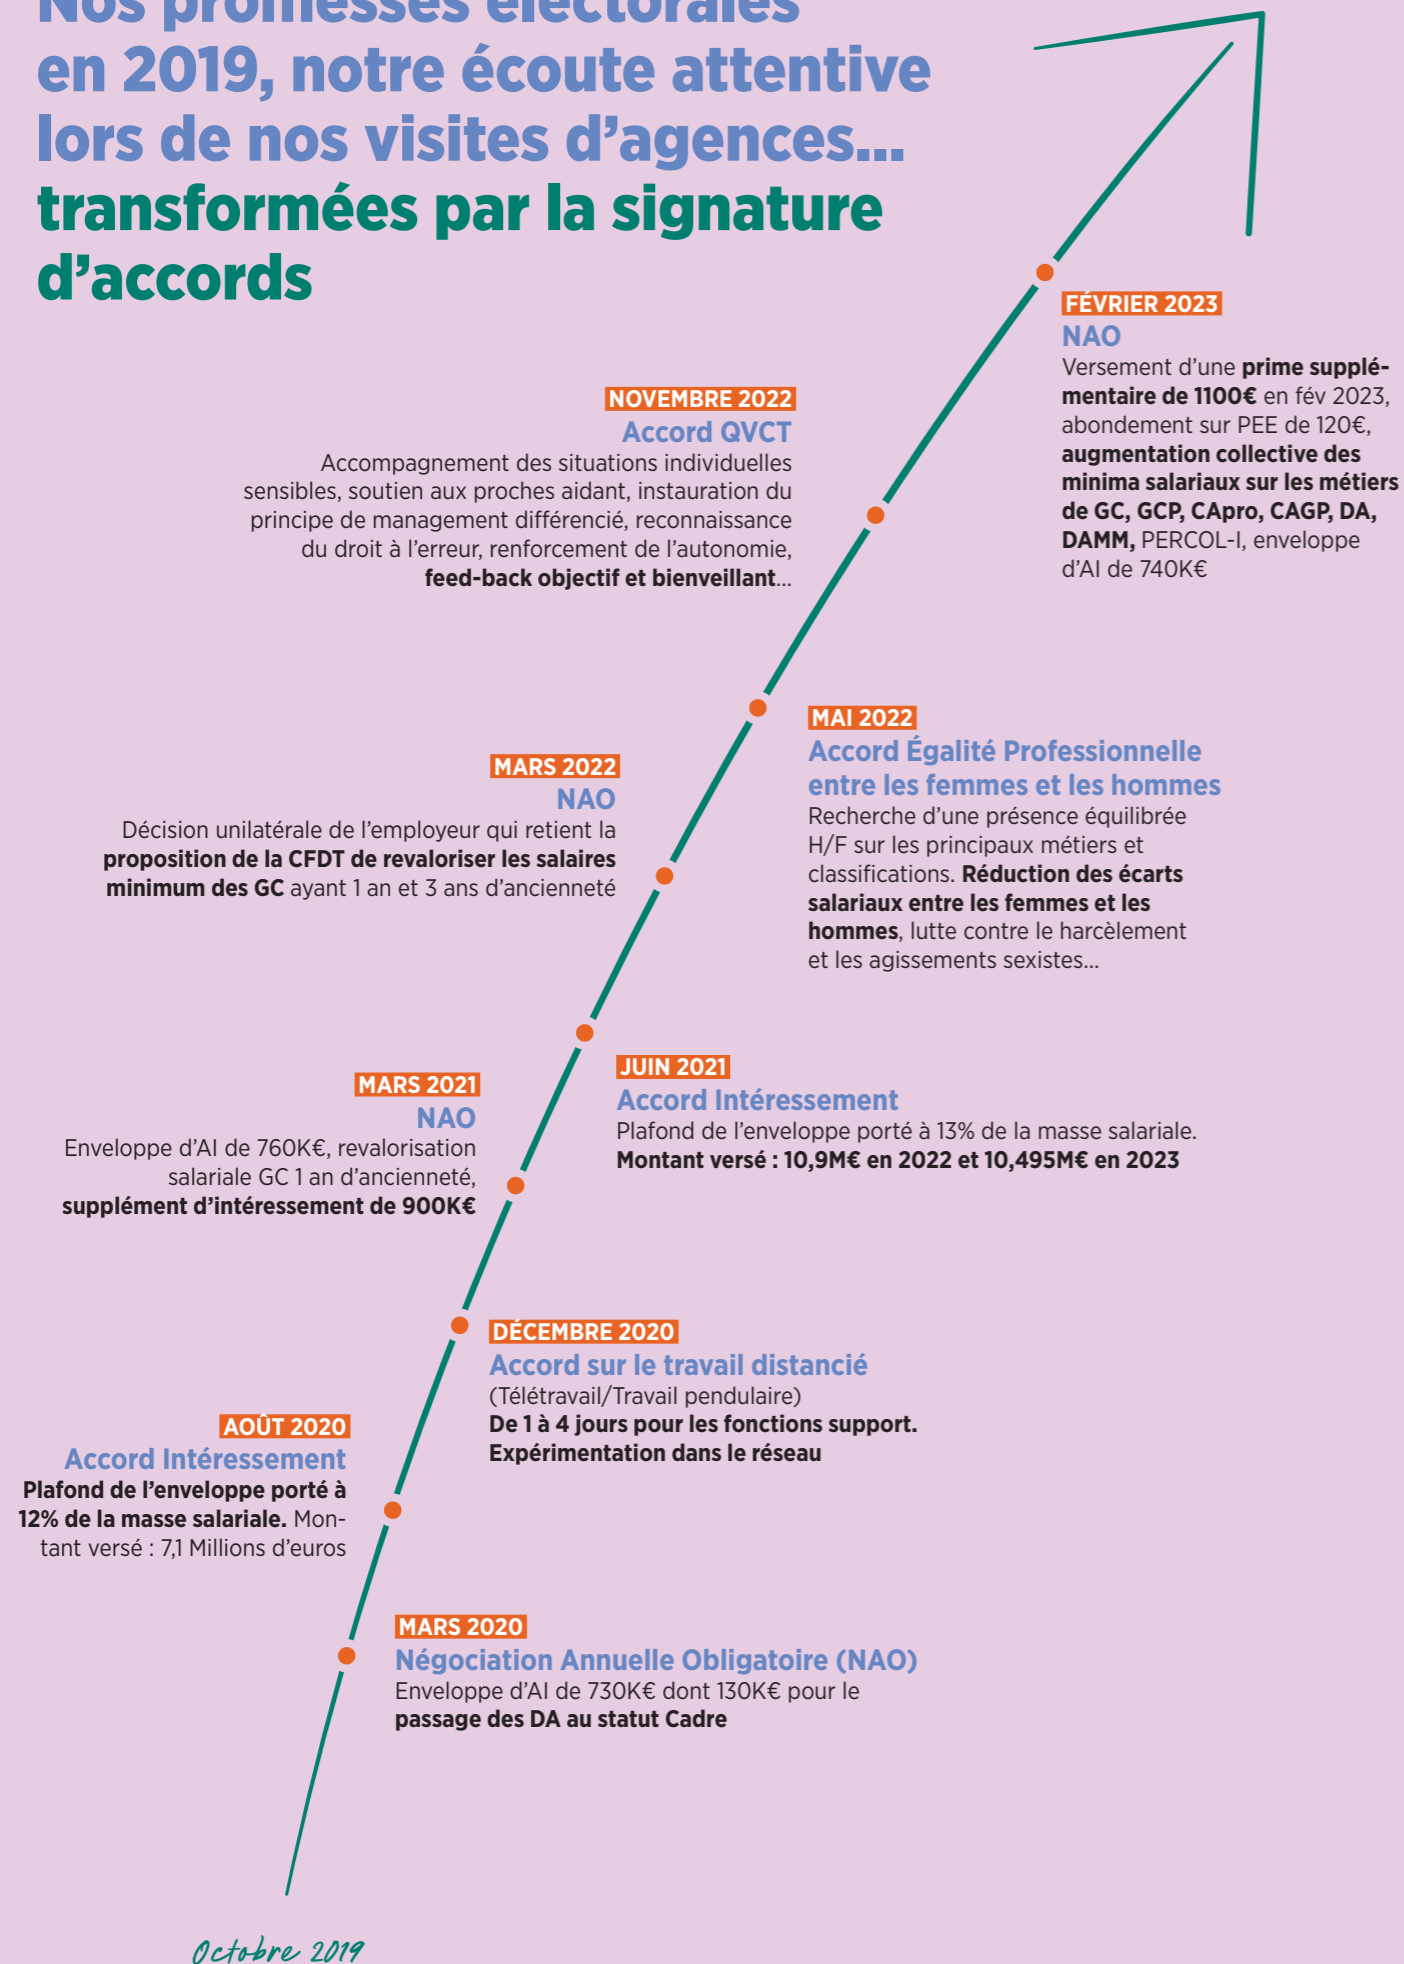 Nos promesses électorales
en 2019, notre écoute attentive
lors de nos visites d’agences...
transformées par la signature
d’accords
FÉVRIER 2023
NAO
Versement d’une prime supplé-
mentaire de 1100€ en fév 2023,
abondement sur PEE de 120€,
augmentation collective des
minima salariaux sur les métiers
de GC, GCP, CApro, CAGP, DA,
DAMM, PERCOL-I, enveloppe
d’AI de 740K€
NOVEMBRE 2022
Accord QVCT
Accompagnement des situations individuelles
sensibles, soutien aux proches aidant, instauration du
principe de management différencié, reconnaissance
du droit à l’erreur, renforcement de l’autonomie,
feed-back objectif et bienveillant...
MAI 2022
Accord Égalité Professionnelle
entre les femmes et les hommes
Recherche d’une présence équilibrée
H/F sur les principaux métiers et
classifications. Réduction des écarts
salariaux entre les femmes et les
hommes, lutte contre le harcèlement
et les agissements sexistes...
MARS 2022
NAO
Décision unilatérale de l’employeur qui retient la
proposition de la CFDT de revaloriser les salaires
minimum des GC ayant 1 an et 3 ans d’ancienneté
JUIN 2021
Accord Intéressement
Plafond de l’enveloppe porté à 13% de la masse salariale.
Montant versé : 10,9M€ en 2022 et 10,495M€ en 2023
MARS 2021
NAO
Enveloppe d’AI de 760K€, revalorisation
salariale GC 1 an d’ancienneté,
supplément d’intéressement de 900K€
DÉCEMBRE 2020
Accord sur le travail distancié
(Télétravail/Travail pendulaire)
De 1 à 4 jours pour les fonctions support.
Expérimentation dans le réseau
AOÛT 2020
Accord Intéressement
Plafond de l’enveloppe porté à
12% de la masse salariale. Mon-
tant versé : 7,1 Millions d’euros
MARS 2020
Négociation Annuelle Obligatoire (NAO)
Enveloppe d’AI de 730K€ dont 130K€ pour le
passage des DA au statut Cadre
Octobre 2019